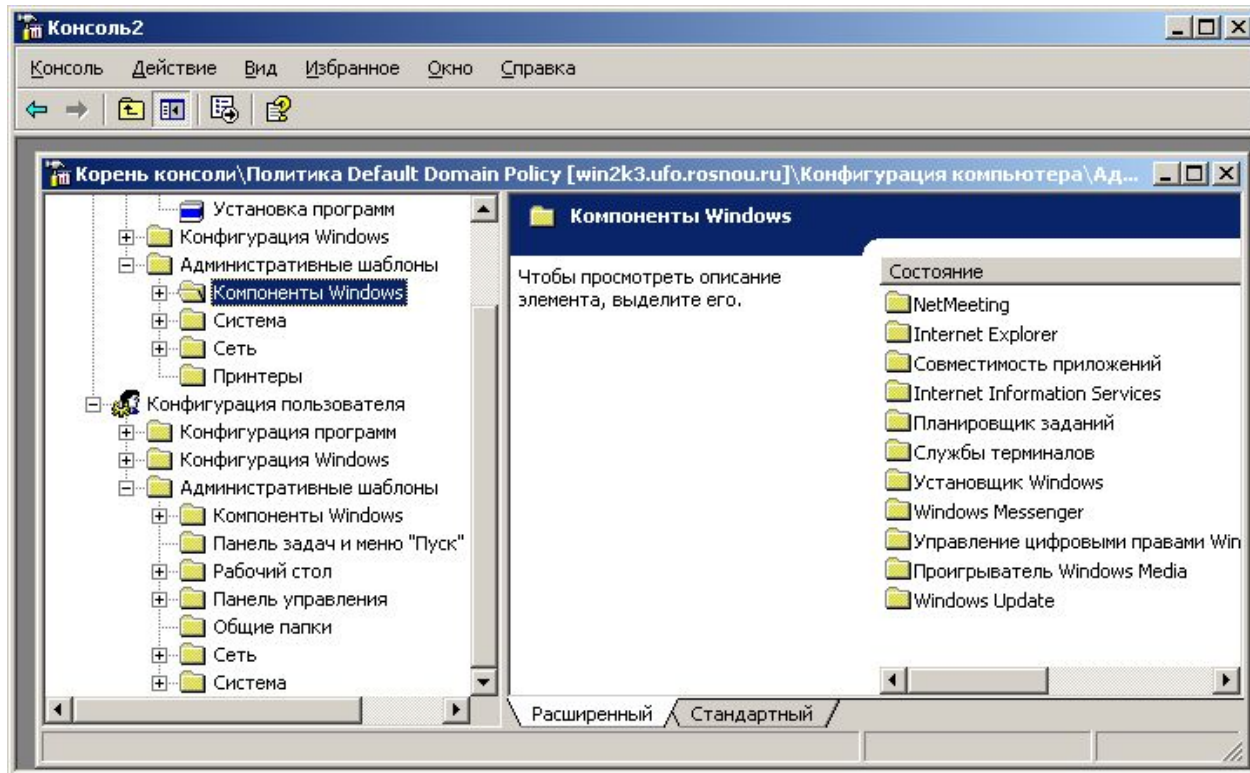 Консоль2
Консоль Действие Вид Избранное Окно Справка
Корень консоли\Политика Default Domain Policy [win2k3.ufo.rosnou.ru]\Конфигурация компьютера\Ад...
Установка программ
Конфигурация Windows
Административные шаблоны
Компоненты Windows
Система
Сеть
Принтеры
Конфигурация пользователя
Конфигурация программ
Конфигурация Windows
Административные шаблоны
Компоненты Windows
Панель задач и меню "Пуск"
Рабочий стол
Панель управления
Общие папки
Сеть
Система
Компоненты Windows
Чтобы просмотреть описание
элемента, выделите его.
Состояние
NetMeeting
Internet Explorer
Совместимость приложений
Internet Information Services
Планировщик заданий
Службы терминалов
Установщик Windows
Windows Messenger
Управление цифровыми правами Win
Проигрыватель Windows Media
Windows Update
Расширенный Стандартный